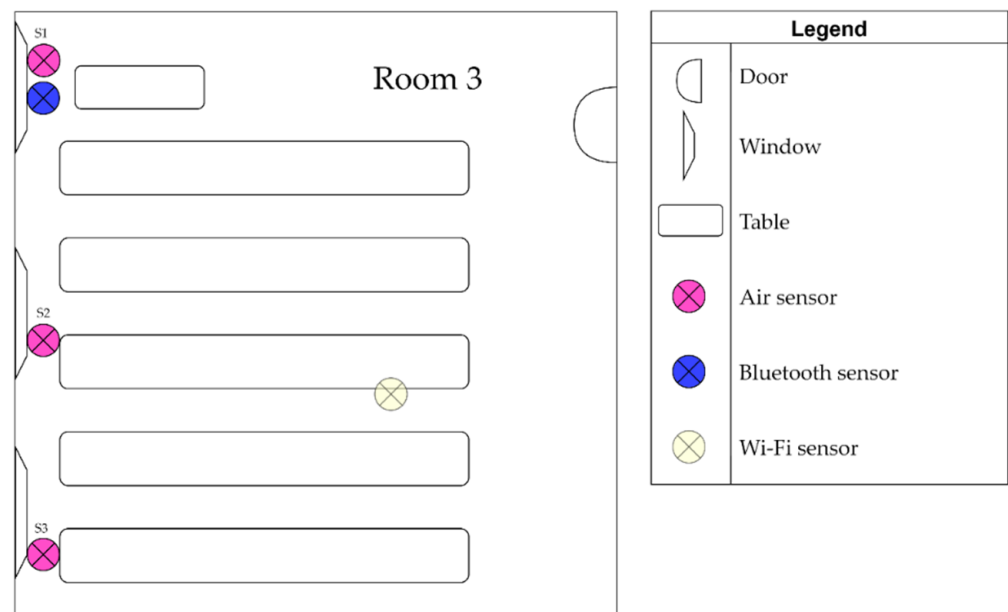 S1
Room 3
S2
S3
Legend
Door
Window
Table
Air sensor
Bluetooth sensor
Wi-Fi sensor